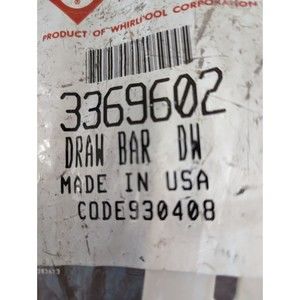 PRODUCT OF WHIRLPOOL CORPORATION
3369602
DRAW BAR DW
MADE IN USA
CODE930408